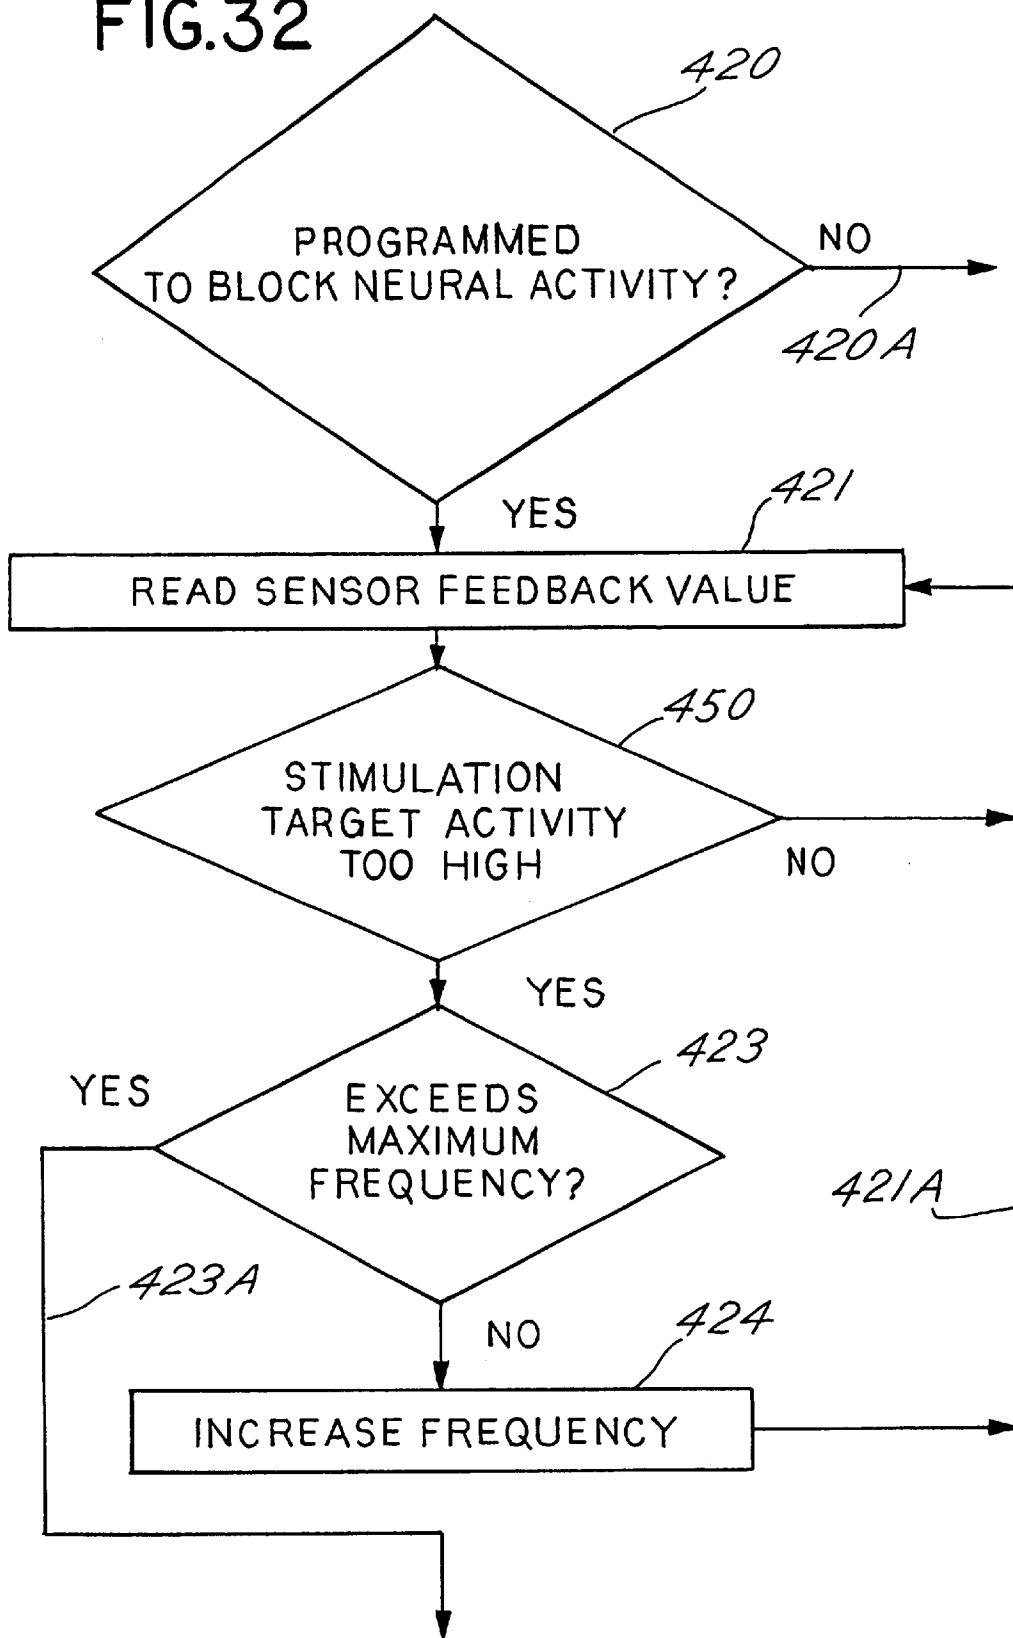 FIG.32
420
PROGRAMMED
TO BLOCK NEURAL ACTIVITY?
NO
420A
YES
421
READ SENSOR FEEDBACK VALUE
450
STIMULATION
TARGET ACTIVITY
TOO HIGH
NO
YES
423
YES
EXCEEDS
MAXIMUM
FREQUENCY?
421A
423A
NO
424
INCREASE FREQUENCY